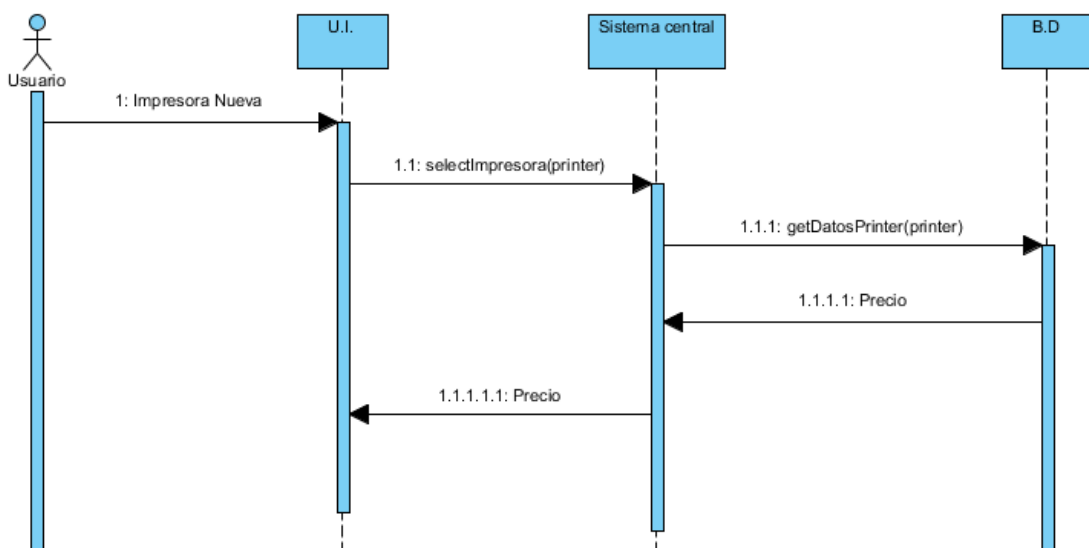 U.I.
Sistema central
B.D
Usuario
1: Impresora Nueva
1.1: selectImpresora(printer)
1.1.1: getDatosPrinter(printer)
1.1.1.1: Precio
1.1.1.1.1: Precio